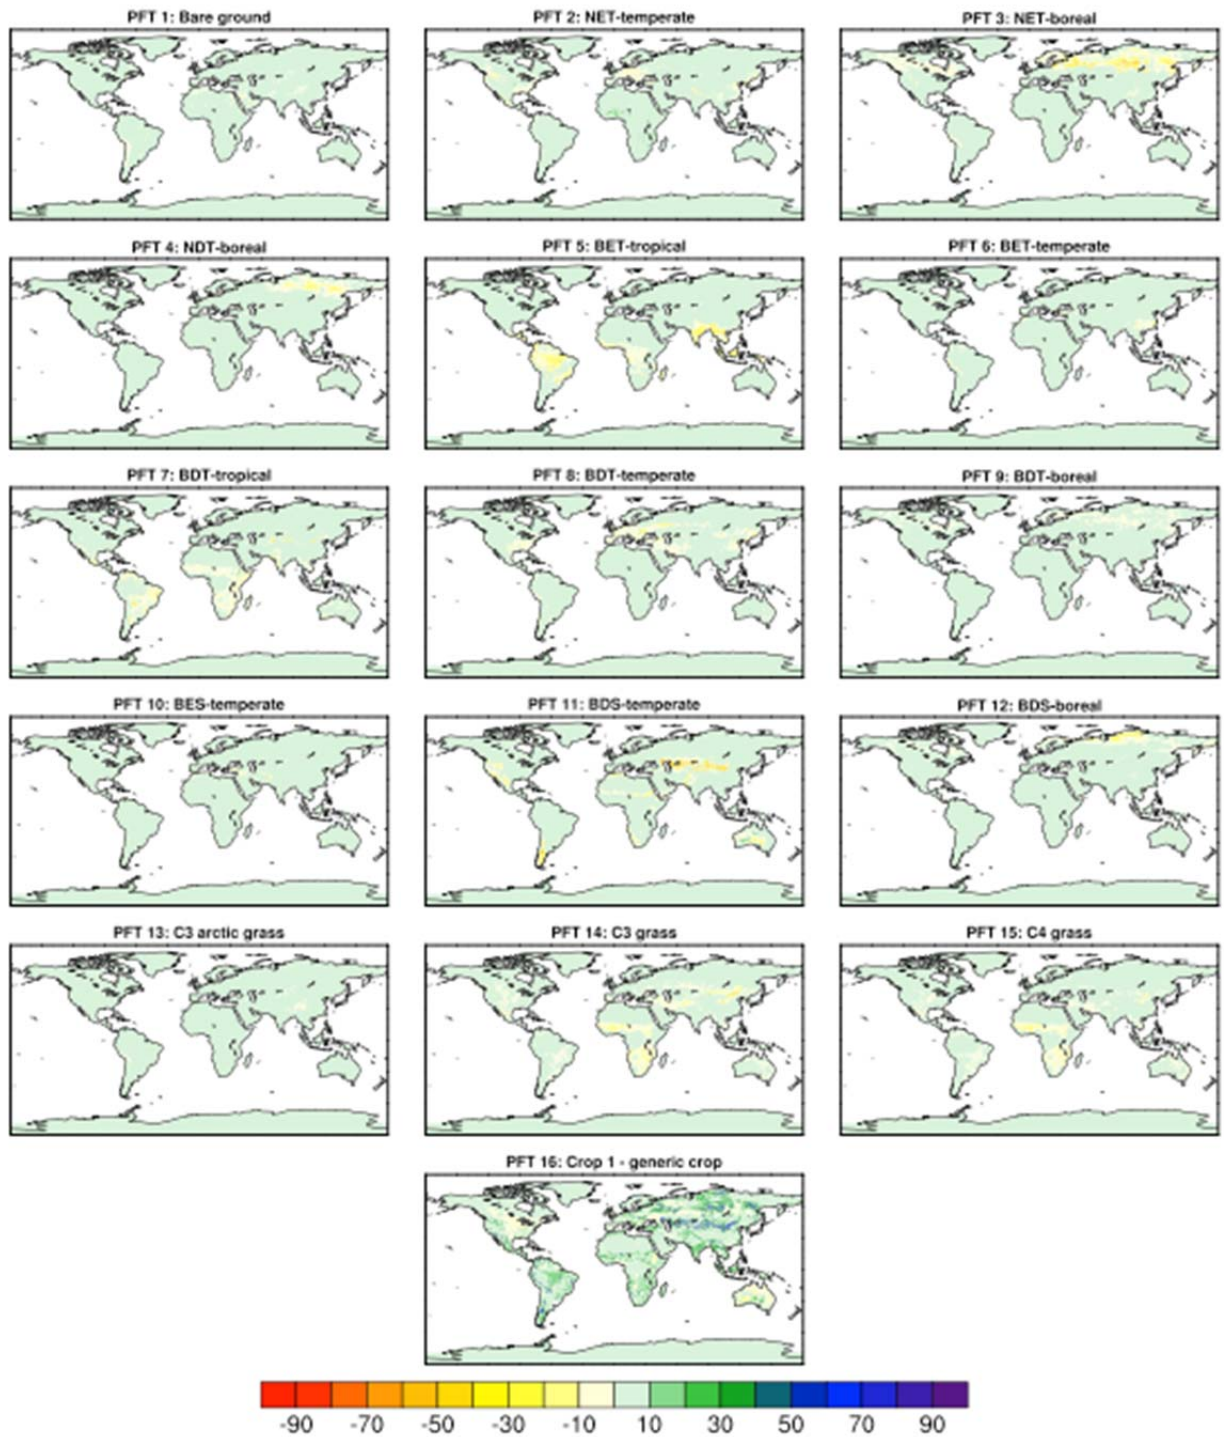 PFT 1: Bare ground
PFT 2: NET-temperate
PFT 3: NET-boreal
PFT 4: NDT-boreal
PFT 5: BET-tropical
PFT 6: BET-temperate
PFT 7: BDT-tropical
PFT 8: BDT-temperate
PFT 9: BDT-boreal
PFT 10: BES-temperate
PFT 11: BDS-temperate
PFT 12: BDS-boreal
PFT 13: C3 arctic grass
PFT 14: C3 grass
PFT 15: C4 grass
PFT 16: Crop 1 - generic crop
-90 -70 -50 -30 -10 10 30 50 70 90